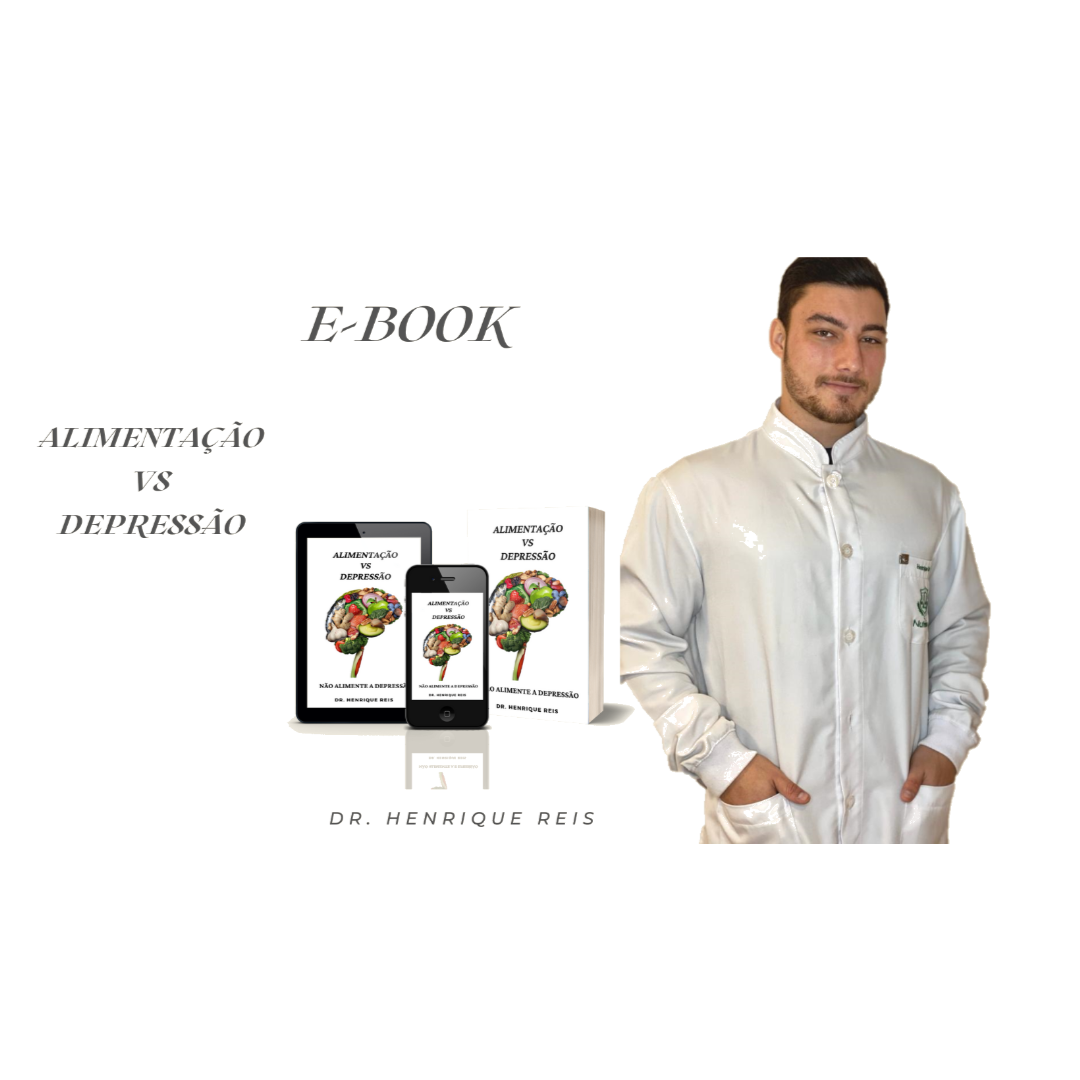 E-BOOK
ALIMENTAÇÃO
VS
DEPRESSÃO
ALIMENTAÇÃO
VS
DEPRESSÃO
NÃO ALIMENTE A DEPRESSÃ
DR. HENRIQUE REIS
ALIMENTAÇÃO
VS
DEPRESSÃO
NÃO ALIMENTE A DEPRESSÃO
DR. HENRIQUE REIS
ALIMENTAÇÃO
VS
DEPRESSÃO
O ALIMENTE A DEPRESSÃO
DR. HENRIQUE REIS
DR. HENRIQUE REIS